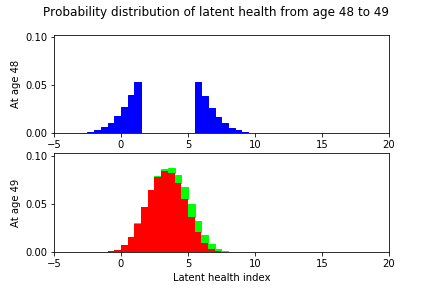 Probability distribution of latent health from age 48 to 49
At age 48
0.10
0.05
0.00
−5 0 5 10 15 20
At age 49
0.10
0.05
0.00
−5 0 5 10 15 20
Latent health index